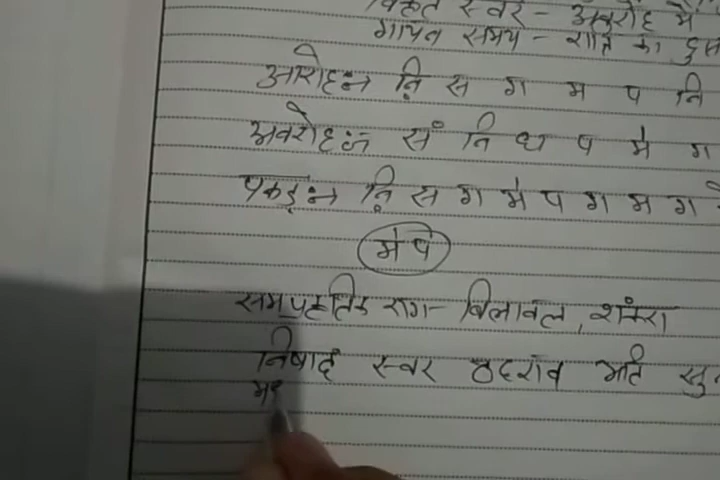 विकृत स्वर - अवरोह में
गायन समय - रात्रि का दुस
आरोहः→ नि़ स ग म प नि
अवरोहः→ सं नि ध प मे ग
पकड़ः→ नि़ स ग मे प ग म ग
मे पे
समप्रकृतिक राग- बिलावल, शंकरा
निषाद स्वर ठहराव अति सु